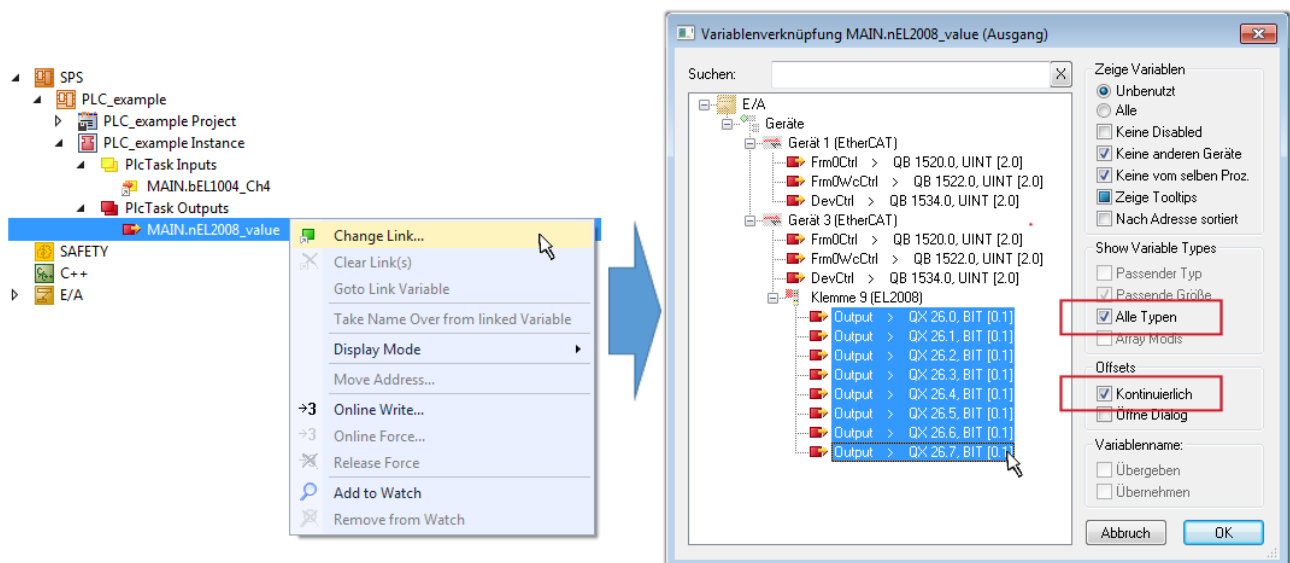 SPS
PLC_example
PLC_example Project
PLC_example Instance
PlcTask Inputs
MAIN.bEL1004_Ch4
PlcTask Outputs
MAIN.nEL2008_value
SAFETY
C++
E/A
Change Link...
Clear Link(s)
Goto Link Variable
Take Name Over from linked Variable
Display Mode
Move Address...
Online Write...
Online Force...
Release Force
Add to Watch
Remove from Watch
Variablenverknüpfung MAIN.nEL2008_value (Ausgang)
Suchen:
E/A
Geräte
Gerät 1 (EtherCAT)
Frm0Ctrl > QB 1520.0, UINT [2.0]
Frm0WcCtrl > QB 1522.0, UINT [2.0]
DevCtrl > QB 1534.0, UINT [2.0]
Gerät 3 (EtherCAT)
Frm0Ctrl > QB 1520.0, UINT [2.0]
Frm0WcCtrl > QB 1522.0, UINT [2.0]
DevCtrl > QB 1534.0, UINT [2.0]
Klemme 9 (EL2008)
Output > QX 26.0, BIT [0.1]
Output > QX 26.1, BIT [0.1]
Output > QX 26.2, BIT [0.1]
Output > QX 26.3, BIT [0.1]
Output > QX 26.4, BIT [0.1]
Output > QX 26.5, BIT [0.1]
Output > QX 26.6, BIT [0.1]
Output > QX 26.7, BIT [0.1]
Zeige Variablen
Unbenutzt
Alle
Keine Disabled
Keine anderen Geräte
Keine vom selben Proz.
Zeige Tooltips
Nach Adresse sortiert
Show Variable Types
Passender Typ
Passende Größe
Alle Typen
Array Modis
Offsets
Kontinuierlich
Öffne Dialog
Variablenname:
Übergeben
Übernehmen
Abbruch
OK